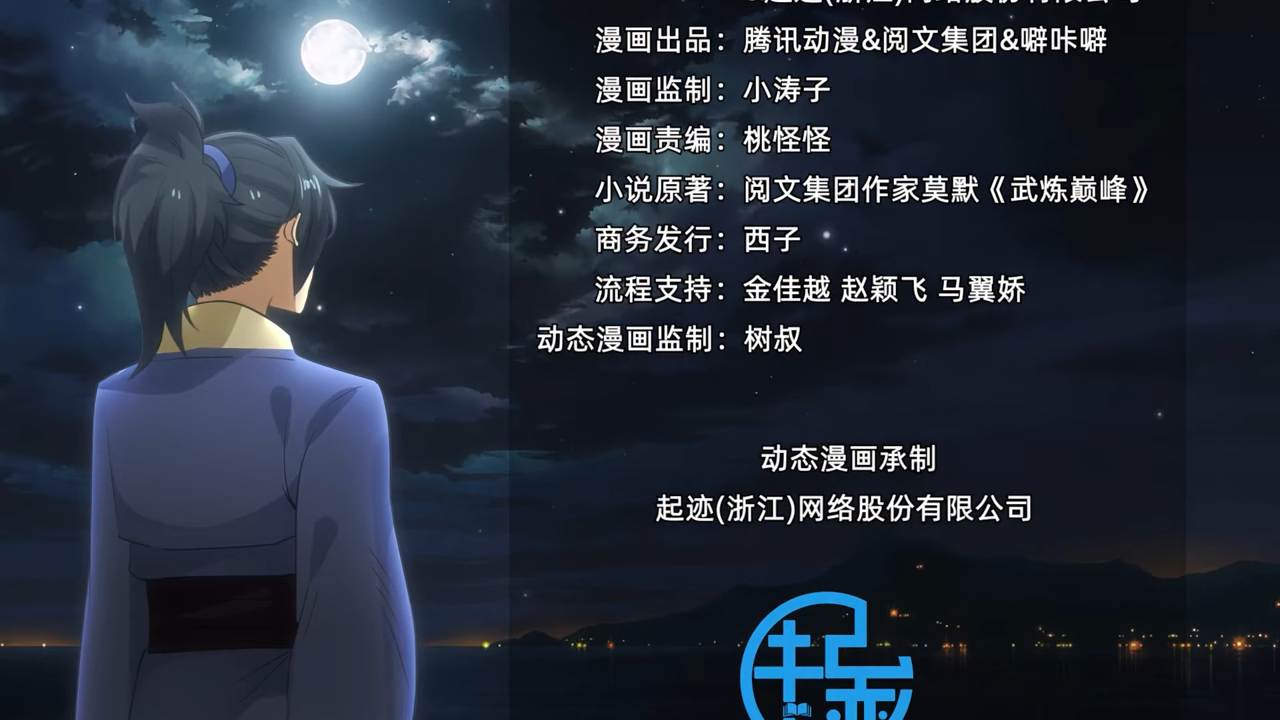 漫画出品：腾讯动漫&阅文集团&噼咔噼
漫画监制：小涛子
漫画责编：桃怪怪
小说原著：阅文集团作家莫默《武炼巅峰》
商务发行：西子
流程支持：金佳越 赵颖飞 马翼娇
动态漫画监制：树叔
动态漫画承制
起迹(浙江)网络股份有限公司